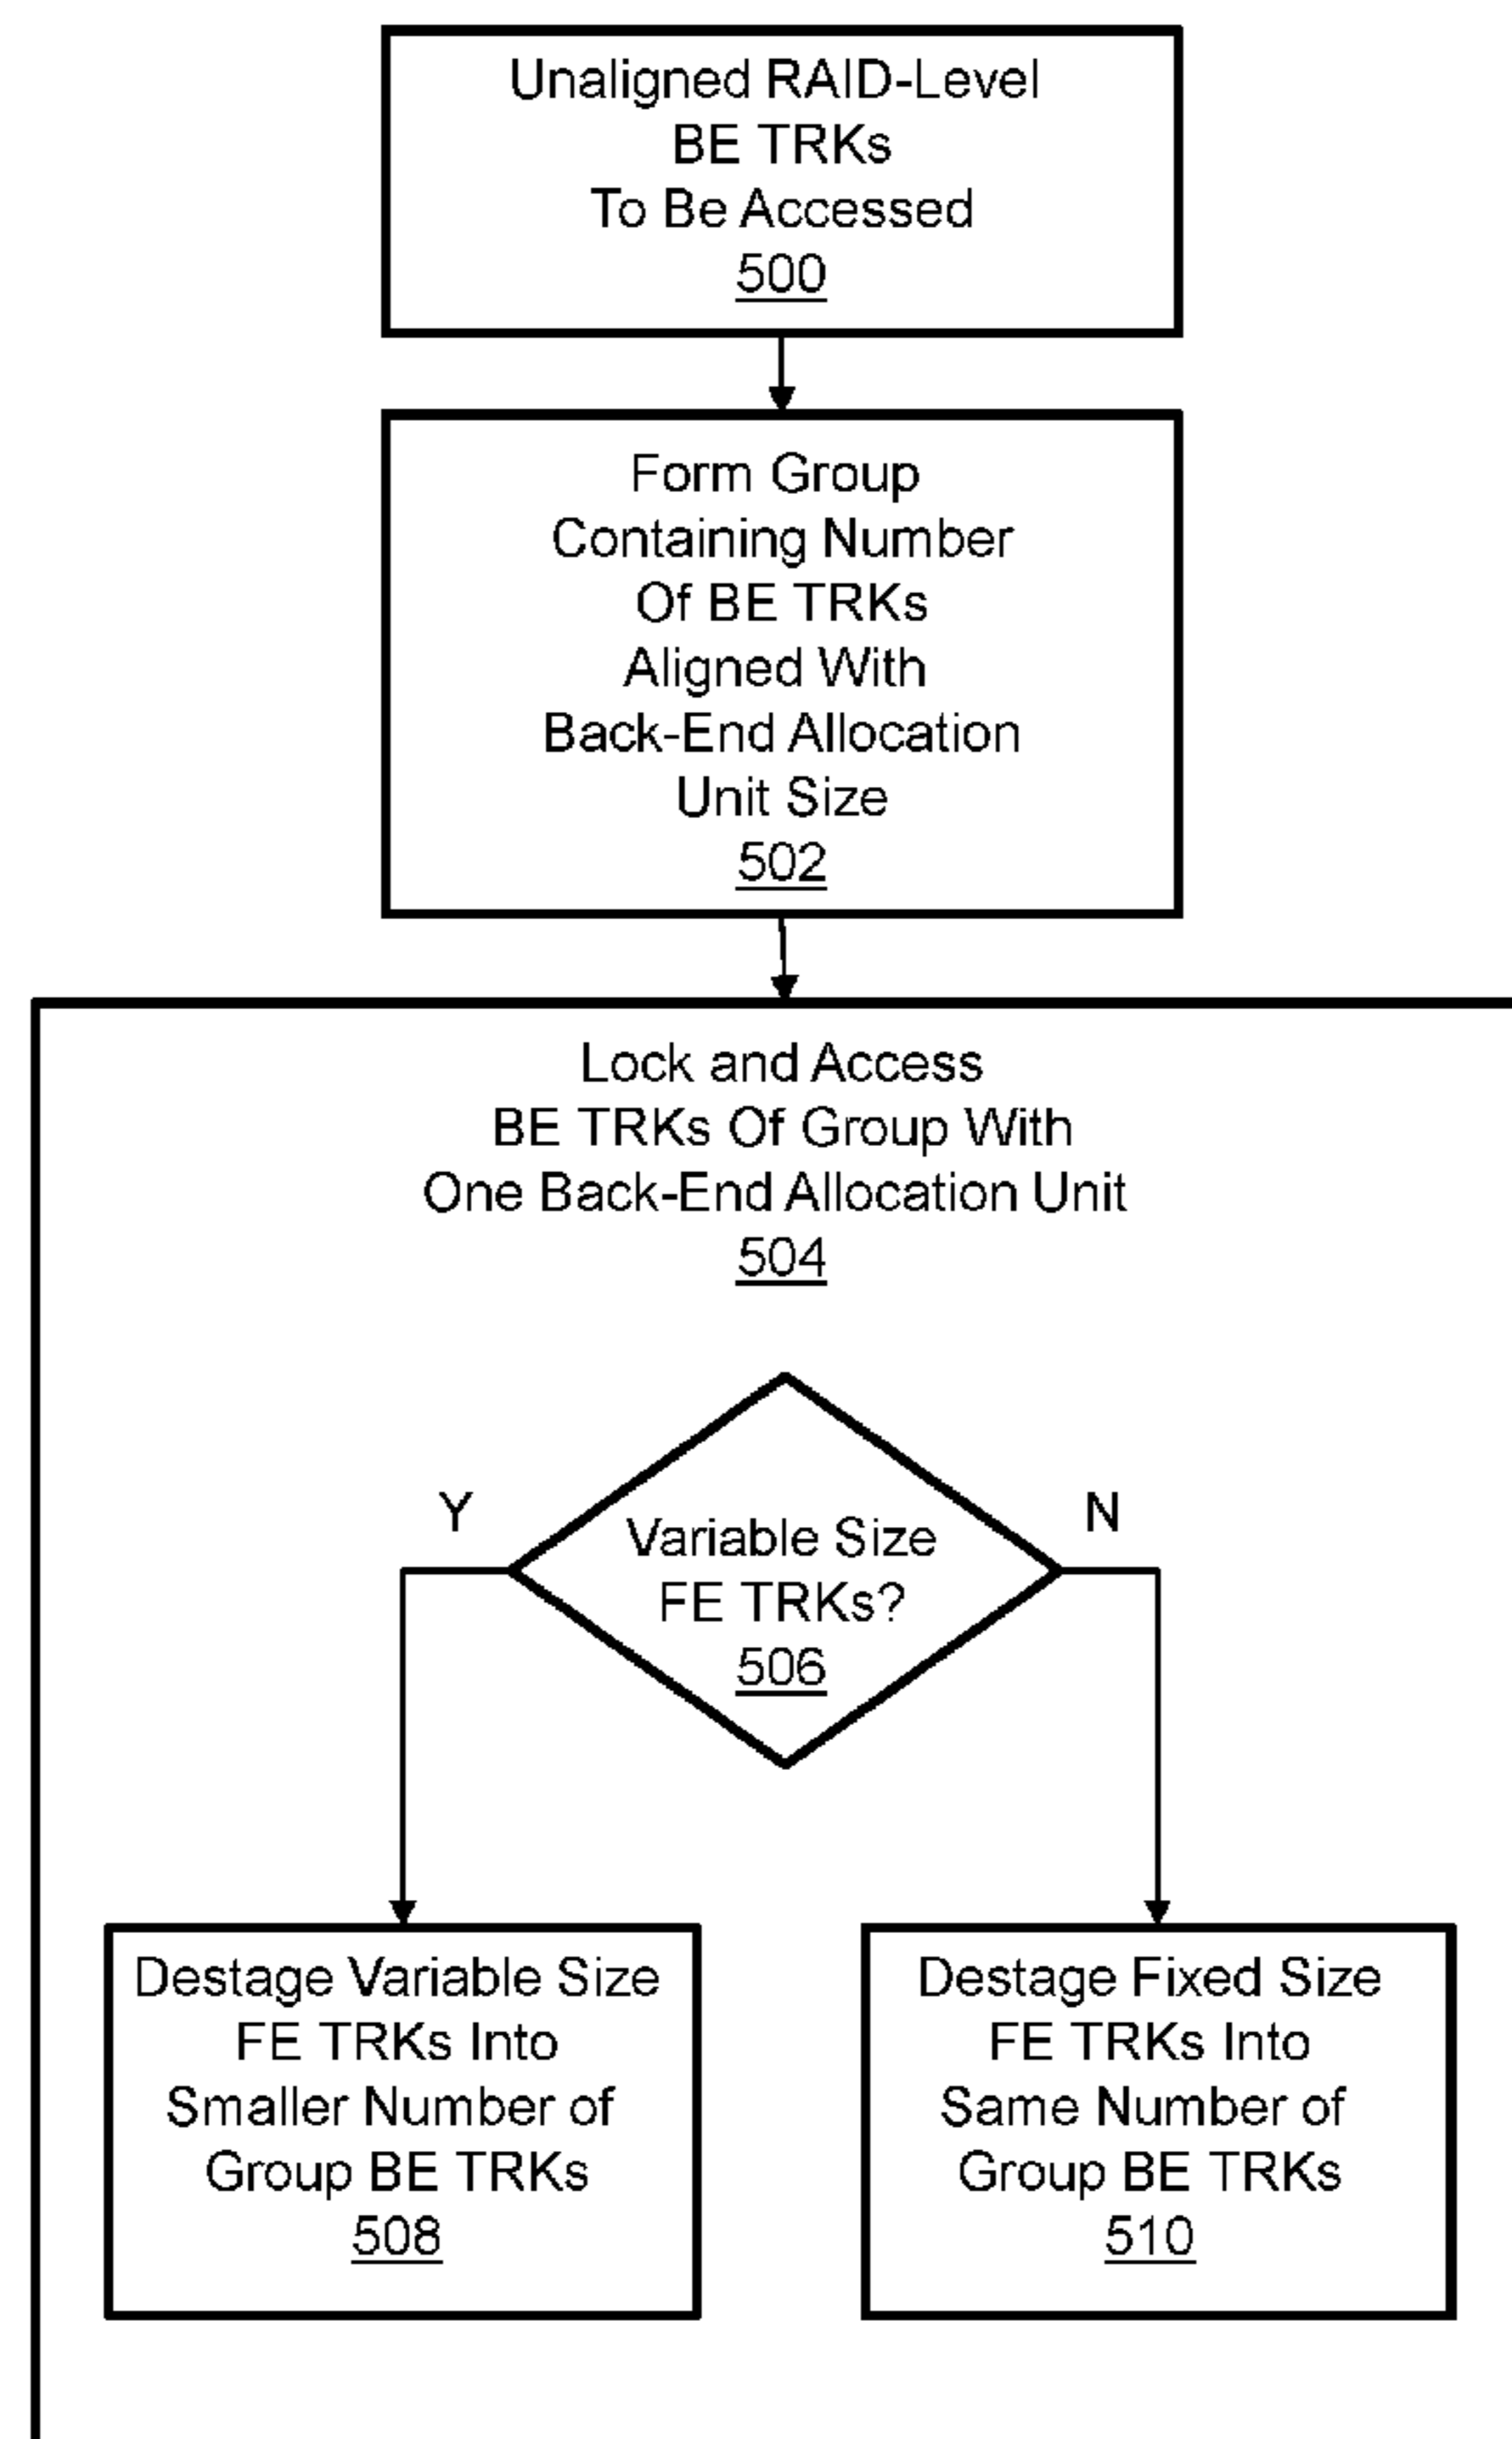 Unaligned RAID-Level
BE TRKs
To Be Accessed
500
Form Group
Containing Number
Of BE TRKs
Aligned With
Back-End Allocation
Unit Size
502
Lock and Access
BE TRKs Of Group With
One Back-End Allocation Unit
504
Y
N
Variable Size
FE TRKs?
506
Destage Variable Size
FE TRKs Into
Smaller Number of
Group BE TRKs
508
Destage Fixed Size
FE TRKs Into
Same Number of
Group BE TRKs
510